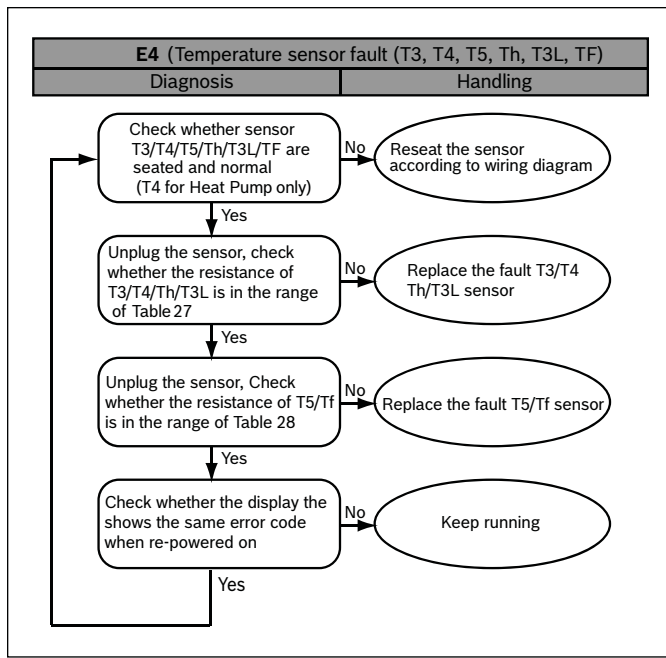 E4 (Temperature sensor fault (T3, T4, T5, Th, T3L, TF)
Diagnosis
Handling
Check whether sensor
T3/T4/T5/Th/T3L/TF are
seated and normal
(T4 for Heat Pump only)
No
Reseat the sensor
according to wiring diagram
Yes
Unplug the sensor, check
whether the resistance of
T3/T4/Th/T3L is in the range
of Table 27
No
Replace the fault T3/T4
Th/T3L sensor
Yes
Unplug the sensor, Check
whether the resistance of T5/Tf
is in the range of Table 28
No
Replace the fault T5/Tf sensor
Yes
Check whether the display the
shows the same error code
when re-powered on
No
Keep running
Yes